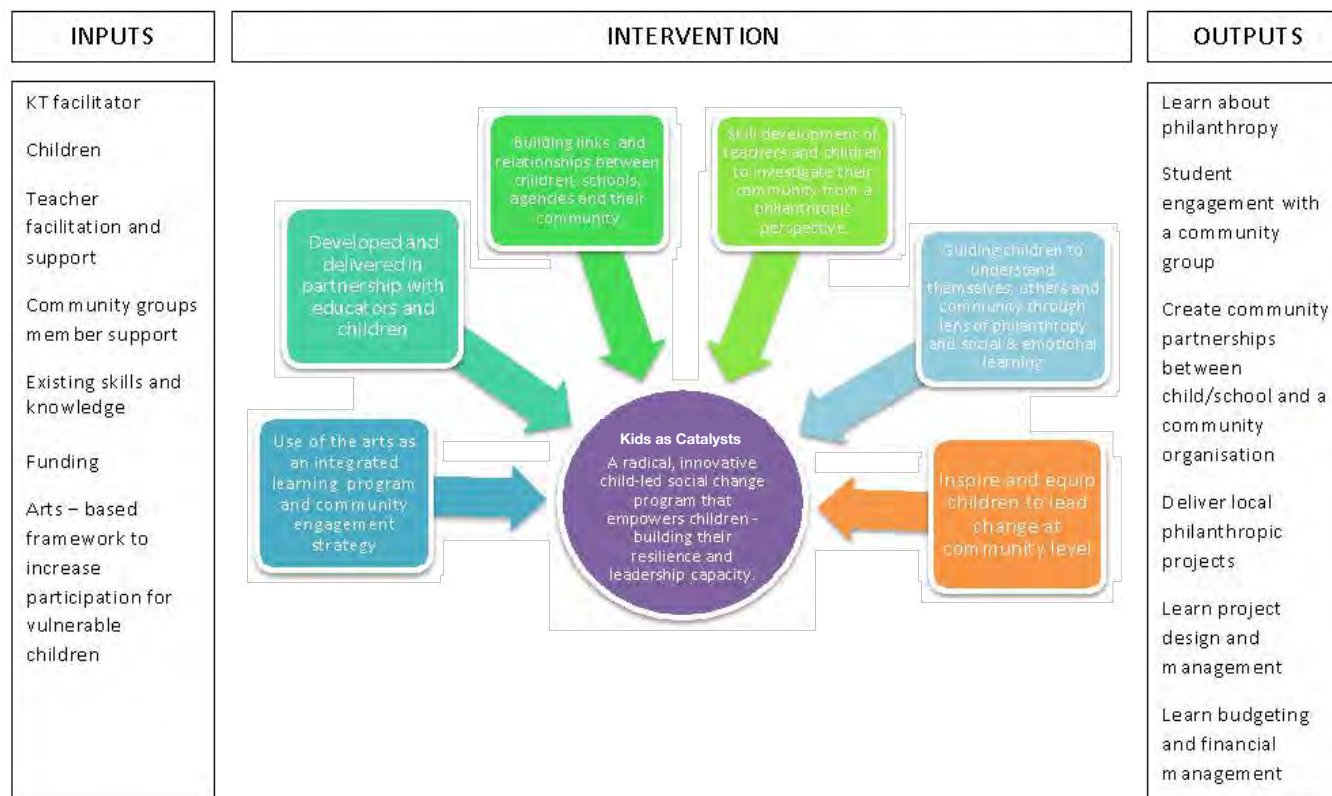 INPUTS
INTERVENTION
OUTPUTS
KT facilitator
Children
Teacher
facilitation and
support
Community groups
member support
Existing skills and
knowledge
Funding
Arts – based
framework to
increase
participation for
vulnerable
children
Use of the arts as
an integrated
learning program
and community
engagement
strategy
Developed and
delivered in
partnership with
educators and
children
Building links and
relationships between
children, schools,
agencies and their
community
Skill development of
teachers and children
to investigate their
community from a
philanthropic
perspective.
Guiding children to
understand
themselves, others and
community through
lens of philanthropy
and social & emotional
learning
Inspire and equip
children to lead
change at
community level
Kids as Catalysts
A radical, innovative
child-led social change
program that
empowers children -
building their
resilience and
leadership capacity.
Learn about
philanthropy
Student
engagement with
a community
group
Create community
partnerships
between
child/school and a
community
organisation
Deliver local
philanthropic
projects
Learn project
design and
management
Learn budgeting
and financial
management